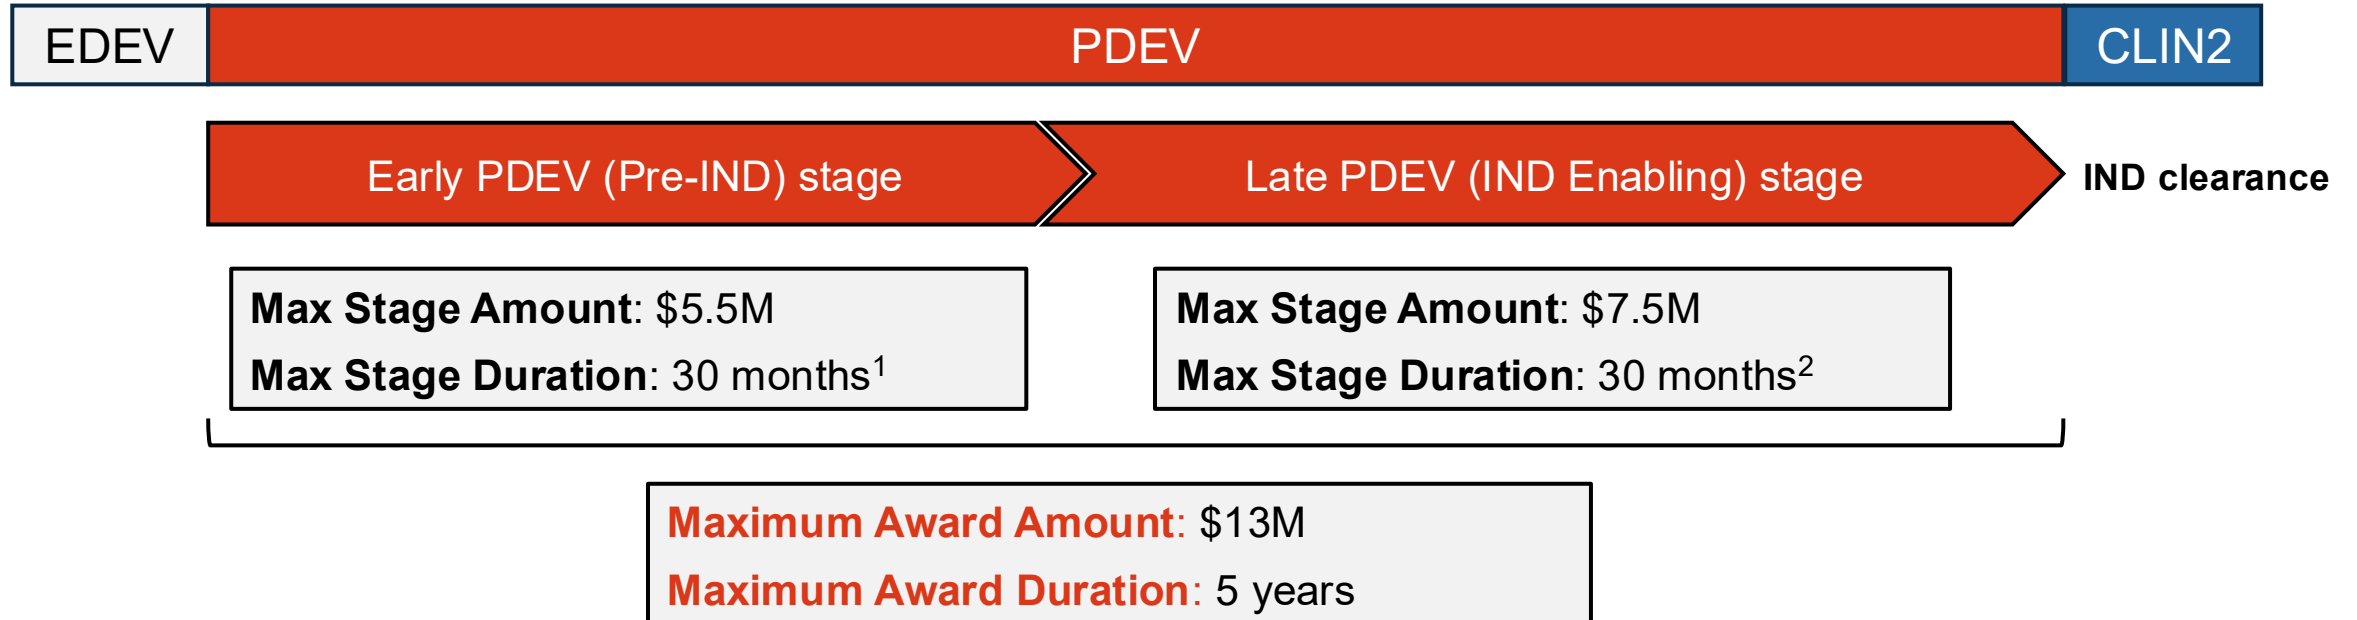 EDEV
PDEV
CLIN2
Early PDEV (Pre-IND) stage
Late PDEV (IND Enabling) stage
IND clearance
Max Stage Amount: $5.5M
Max Stage Duration: 30 months¹
Max Stage Amount: $7.5M
Max Stage Duration: 30 months²
Maximum Award Amount: $13M
Maximum Award Duration: 5 years